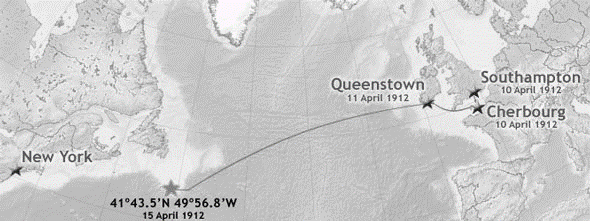 Queenstown
11 April 1912
Southampton
10 April 1912
Cherbourg
10 April 1912
New York
41°43.5'N 49°56.8'W
15 April 1912